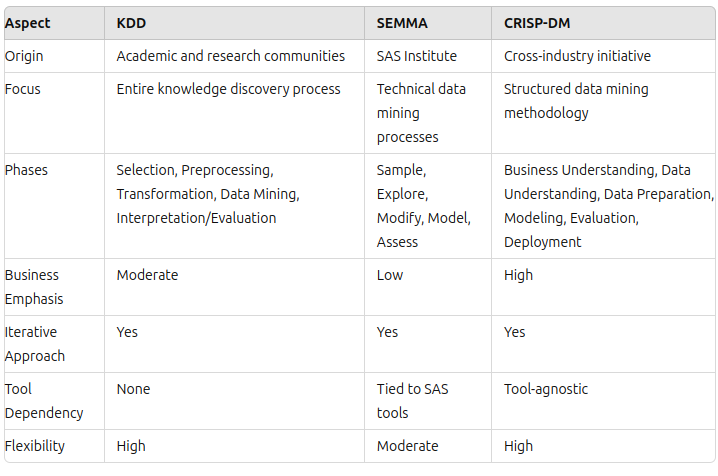 Aspect KDD SEMMA CRISP-DM
Origin Academic and research communities SAS Institute Cross-industry initiative
Focus Entire knowledge discovery process Technical data Structured data mining
mining methodology
processes
Phases Selection, Preprocessing, Sample, Business Understanding, Data
Transformation, Data Mining, Explore, Understanding, Data Preparation,
Interpretation/Evaluation Modify, Model, Modeling, Evaluation,
Assess Deployment
Business Moderate Low High
Emphasis
Iterative Yes Yes Yes
Approach
Tool None Tied to SAS Tool-agnostic
Dependency tools
Flexibility High Moderate High